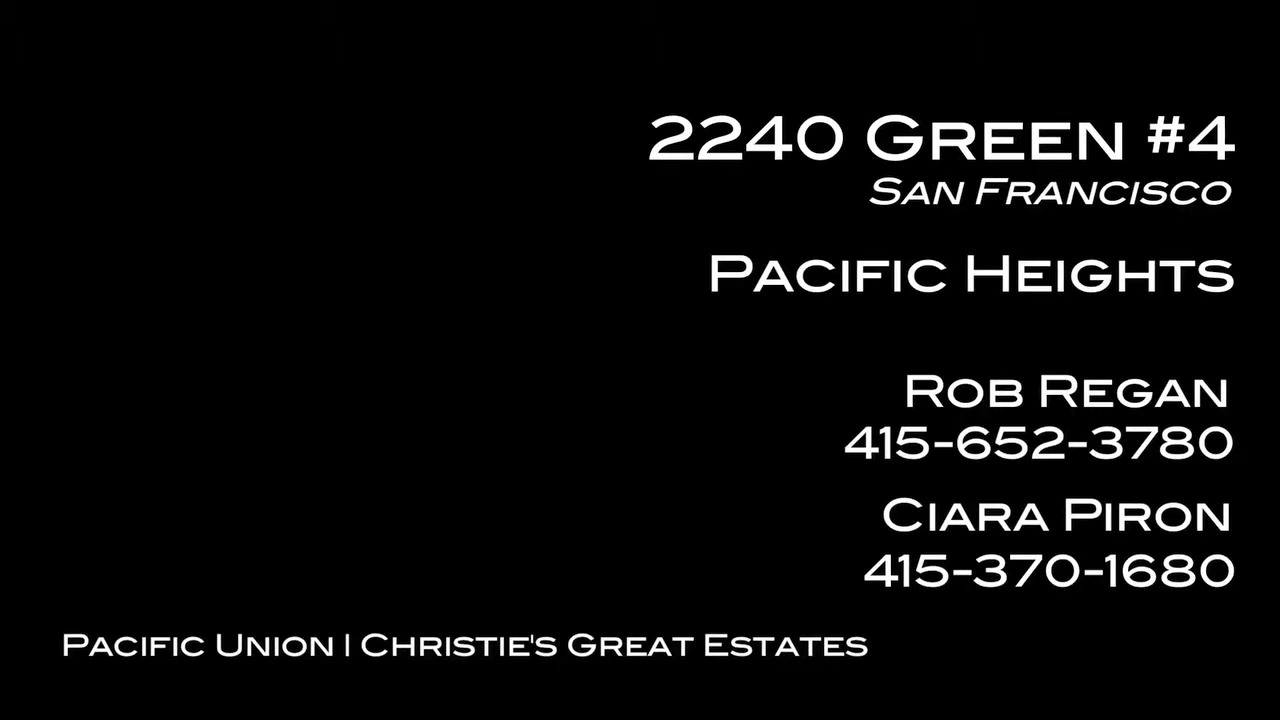 2240 Green #4
San Francisco
Pacific Heights
Rob Regan
415-652-3780
Ciara Piron
415-370-1680
Pacific Union | Christie's Great Estates